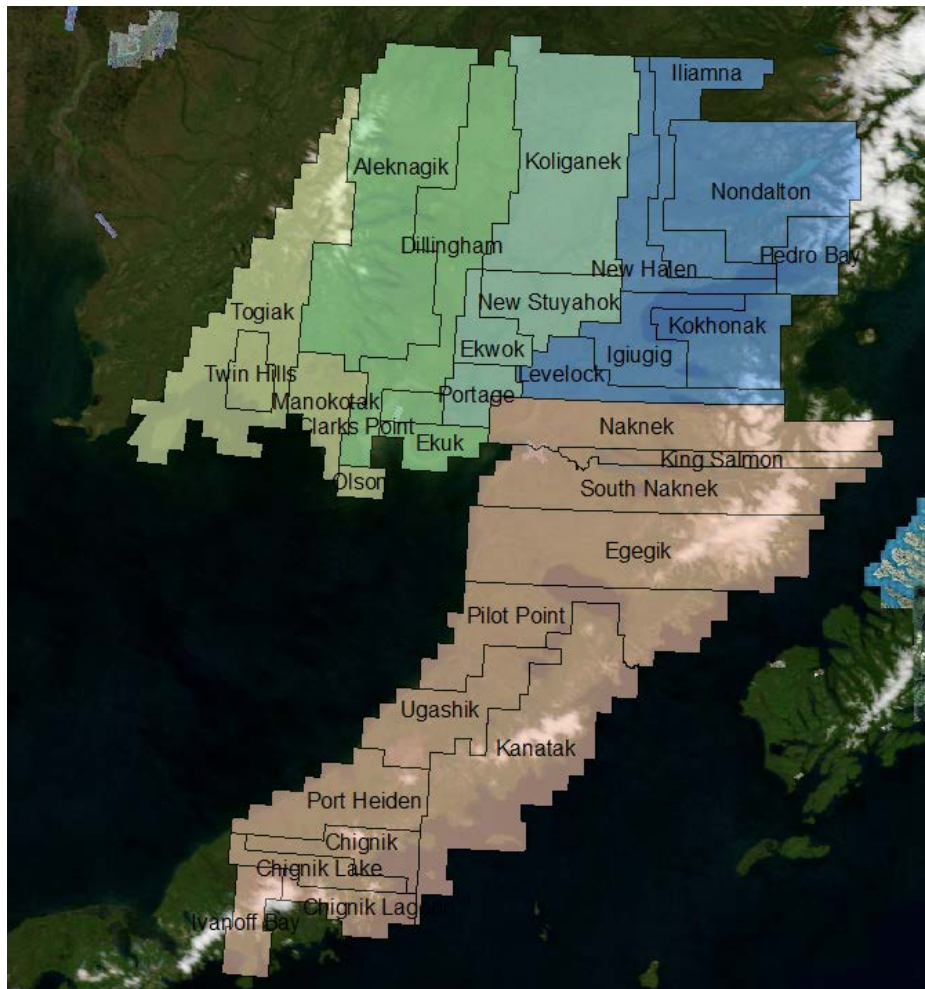 Iliamna
Koliganek
Aleknagik
Nondalton
Dillingham
Pedro Bay
New Halen
New Stuyahok
Togiak
Kokhonak
Ekwok
Igiugig
Twin Hills
Levelock
Portage
Manokotak
Clarks Point
Naknek
Ekuk
King Salmon
Olson
South Naknek
Egegik
Pilot Point
Ugashik
Kanatak
Port Heiden
Chignik
Chignik Lake
Chignik Lagoon
Ivanoff Bay